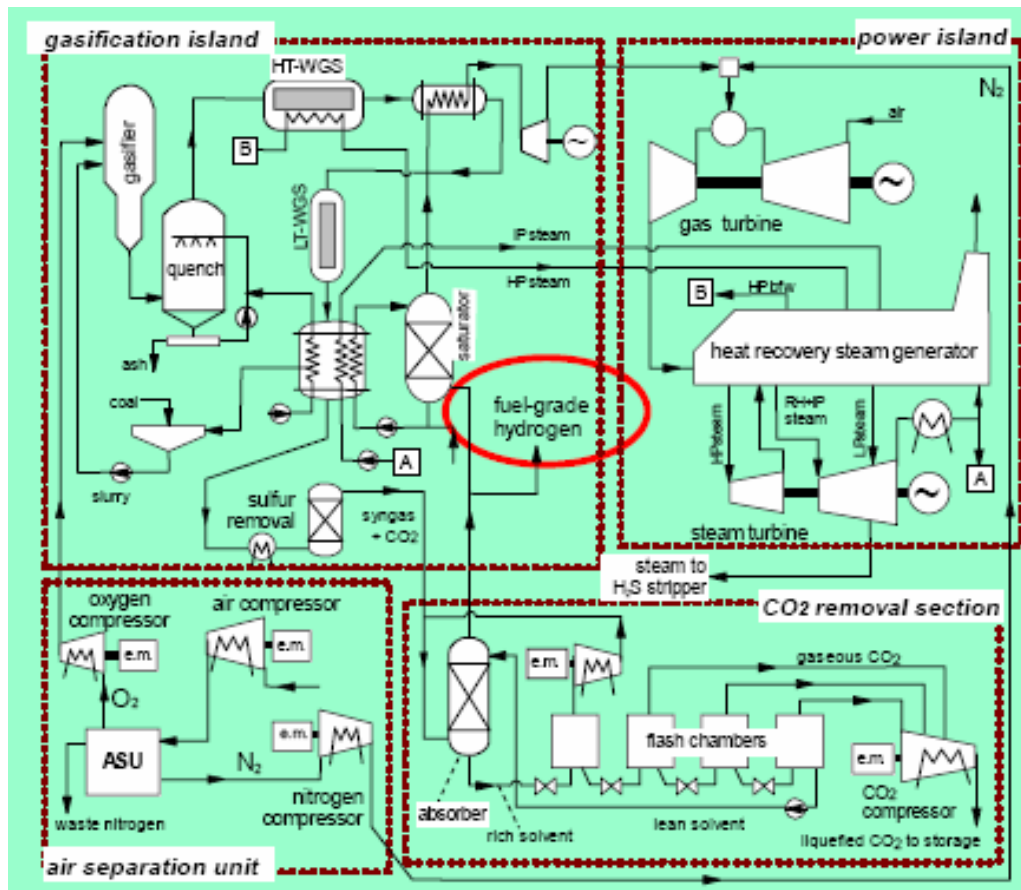 gasification island
power island
HT-WGS
N2
air
B
gasifier
~
~
LT-WGS
gas turbine
quench
IP steam
HP steam
B
HP bfw
saturator
heat recovery steam generator
ash
coal
fuel-grade
hydrogen
HPsteam
RH+IP
steam
LPsteam
A
A
~
slurry
sulfur
removal
syngas
+ CO2
steam turbine
steam to
H2S stripper
oxygen
compressor
air compressor
CO2 removal section
e.m.
e.m.
e.m.
gaseous CO2
O2
e.m.
flash chambers
e.m.
ASU
N2
nitrogen
compressor
absorber
rich solvent
lean solvent
CO2
compressor
waste nitrogen
liquefied CO2 to storage
air separation unit